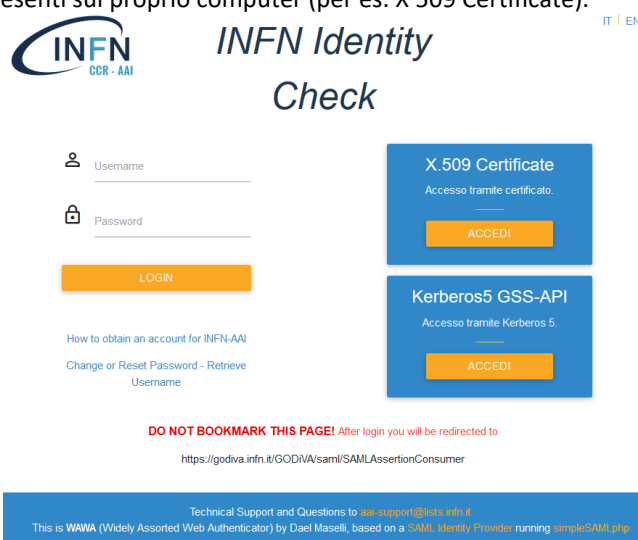 esenti sul proprio computer (per es. X 509 Certificate).
IT | EN
INFN
CCR - AAI
INFN Identity
Check
Username
Password
LOGIN
How to obtain an account for INFN-AAI
Change or Reset Password - Retrieve
Username
X.509 Certificate
Accesso tramite certificato.
ACCEDI
Kerberos5 GSS-API
Accesso tramite Kerberos 5.
ACCEDI
DO NOT BOOKMARK THIS PAGE! After login you will be redirected to
https://godiva.infn.it/GODiVA/saml/SAMLAssertionConsumer
Technical Support and Questions to aai-support@lists.infn.it
This is WAWA (Widely Assorted Web Authenticator) by Dael Maselli, based on a SAML Identity Provider running simpleSAMLphp